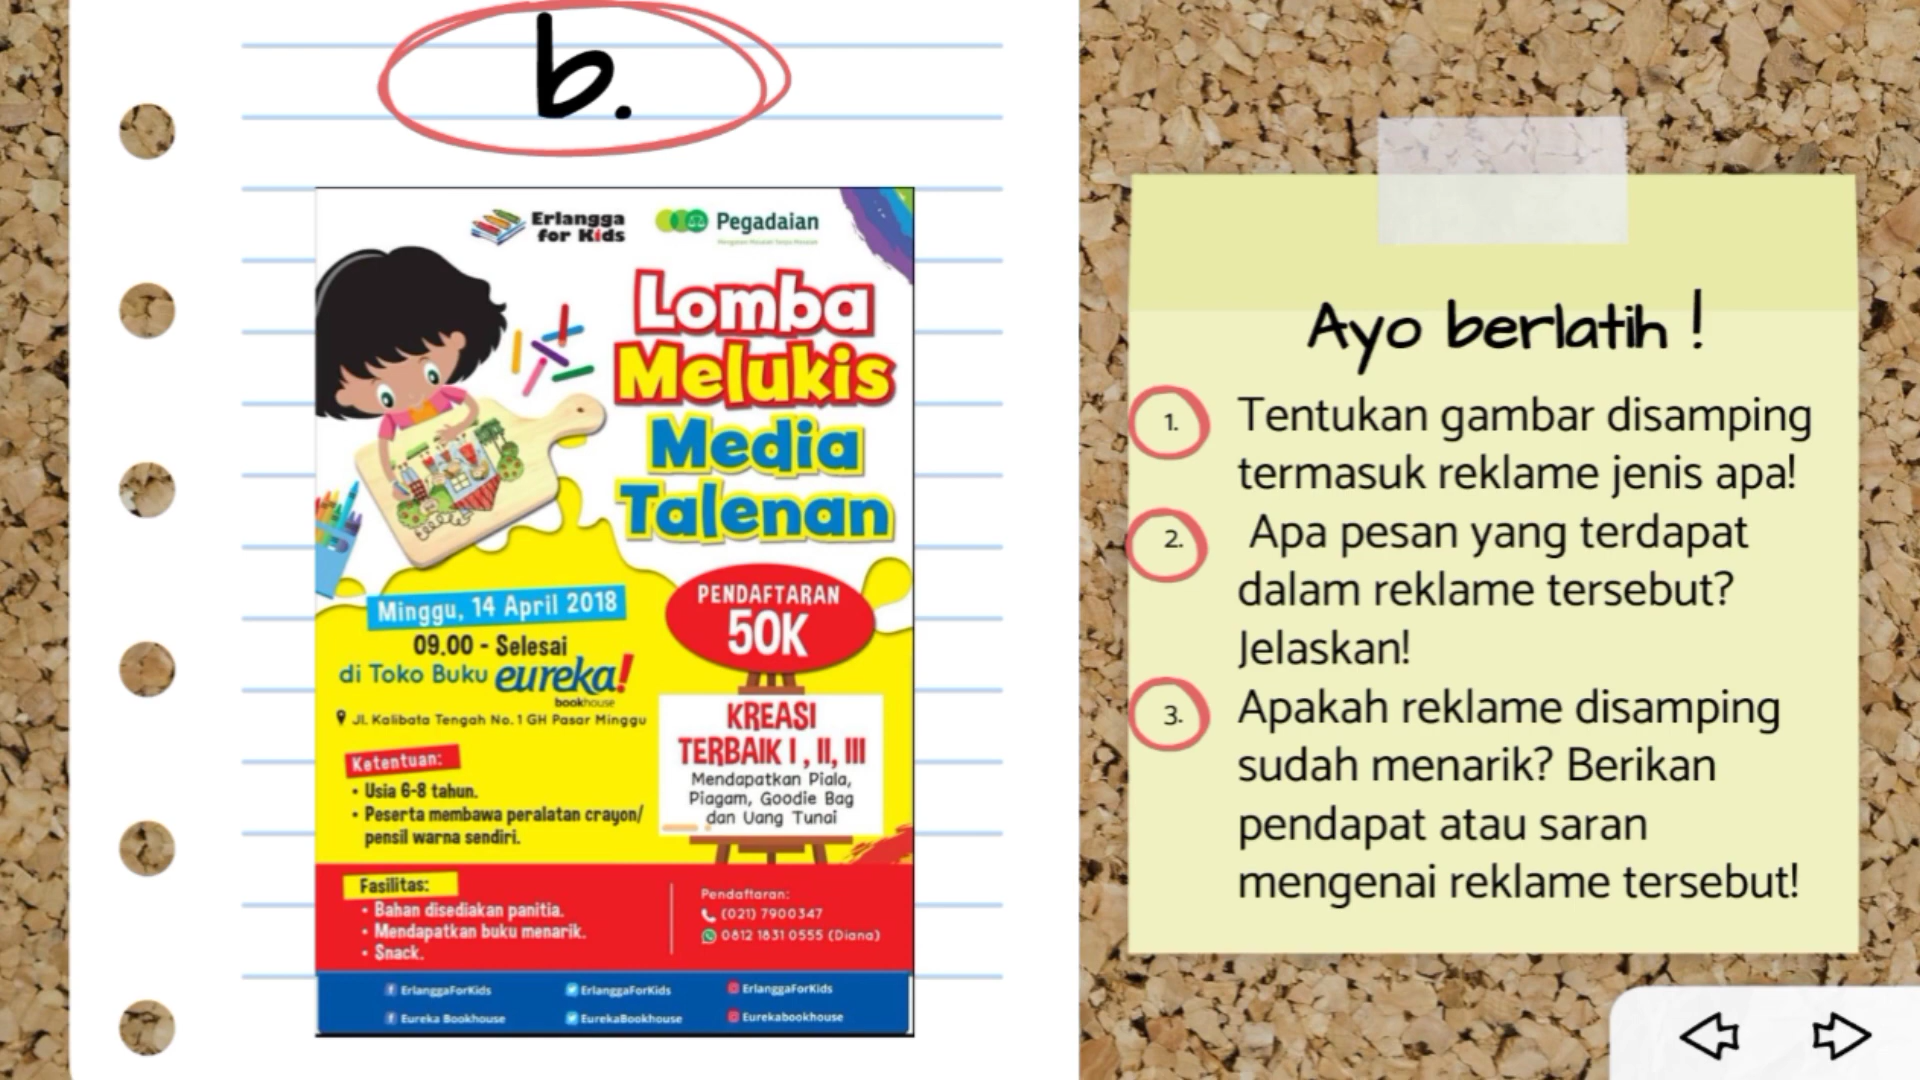 b.
Erlangga
for Kids
Pegadaian
Lomba
Melukis
Media
Talenan
Minggu, 14 April 2018
09.00 - Selesai
di Toko Buku eureka!
bookhouse
Jl. Kalibata Tengah No. 1 GH Pasar Minggu
PENDAFTARAN
50K
KREASI
TERBAIK I, II, III
Mendapatkan Piala,
Piagam, Goodie Bag
dan Uang Tunai
Ketentuan:
• Usia 6-8 tahun.
• Peserta membawa peralatan crayon/
pensil warna sendiri.
Fasilitas:
• Bahan disediakan panitia.
• Mendapatkan buku menarik.
• Snack.
Pendaftaran:
(021) 7900347
0812 1831 0555 (Diana)
ErlanggaForKids
ErlanggaForKids
ErlanggaForKids
Eureka Bookhouse
EurekaBookhouse
Eurekabookhouse
Ayo berlatih !
1. Tentukan gambar disamping
termasuk reklame jenis apa!
2. Apa pesan yang terdapat
dalam reklame tersebut?
Jelaskan!
3. Apakah reklame disamping
sudah menarik? Berikan
pendapat atau saran
mengenai reklame tersebut!